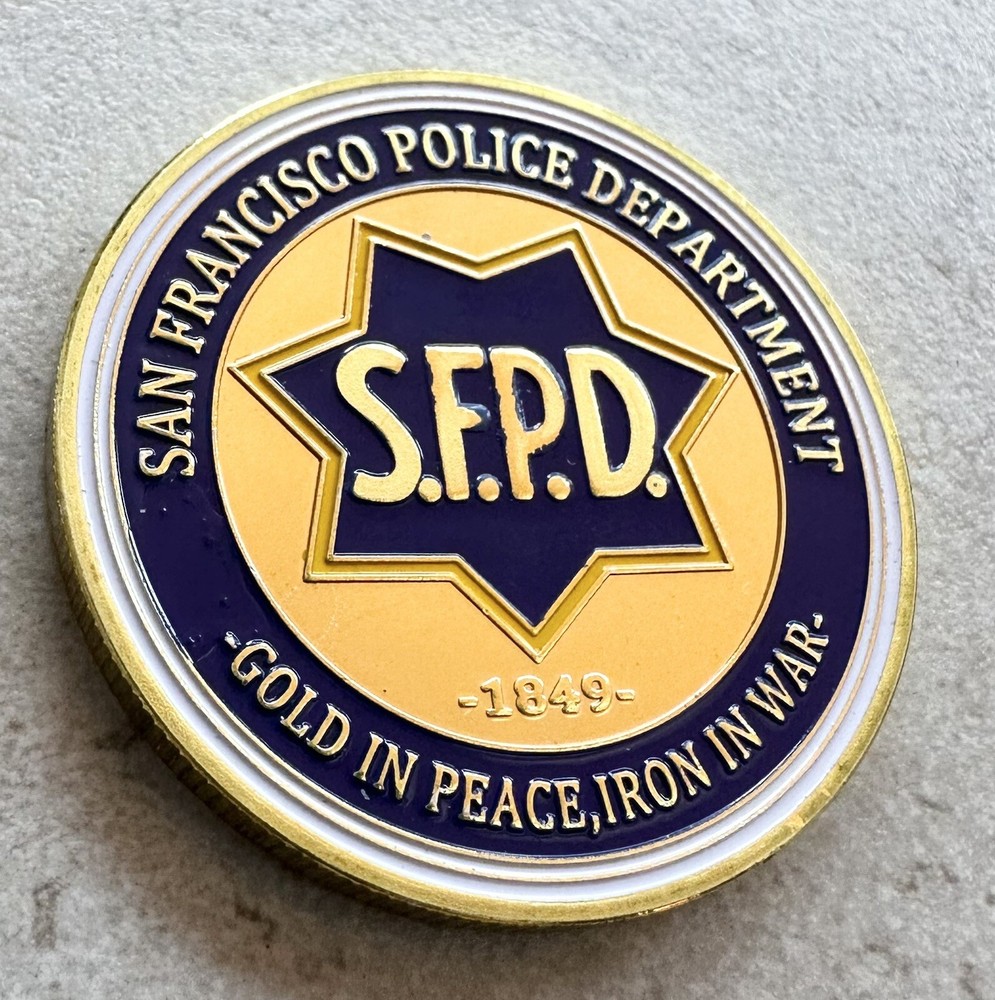 SAN FRANCISCO POLICE DEPARTMENT
S.F.P.D.
-1849-
-GOLD IN PEACE,IRON IN WAR-